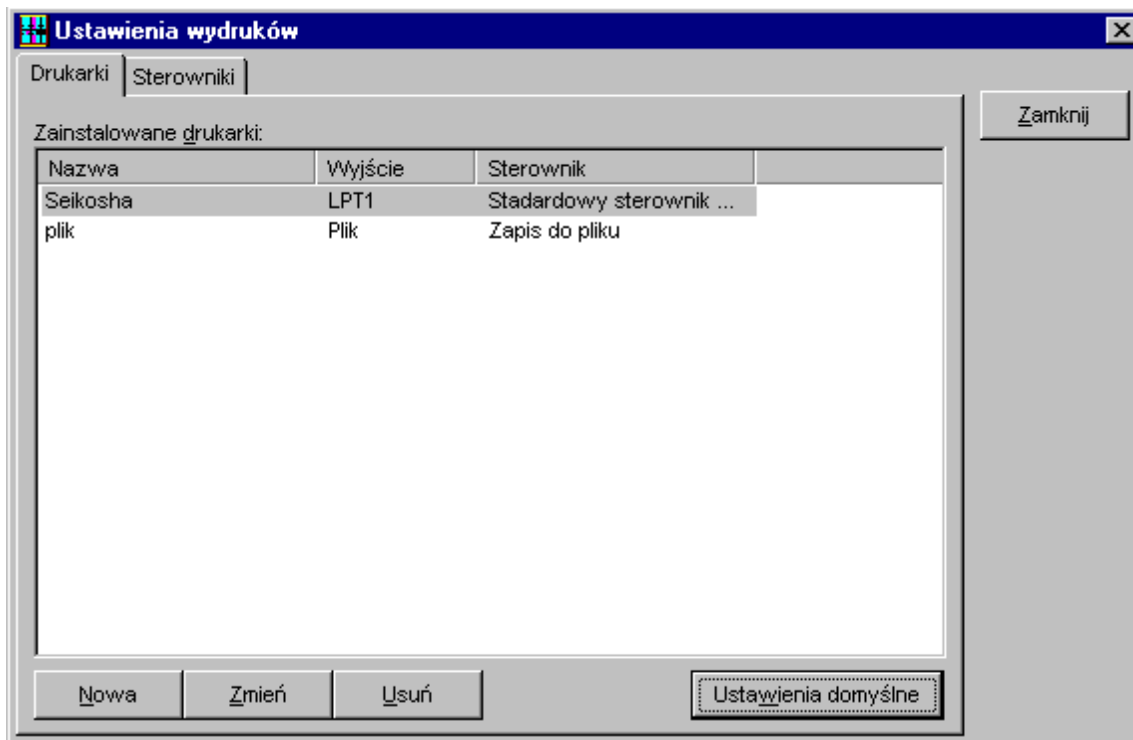 Ustawienia wydruków
Drukarki Sterowniki
Zamknij
Zainstalowane drukarki:
Nazwa Wyjście Sterownik
Seikosha LPT1 Stadardowy sterownik ...
plik Plik Zapis do pliku
Nowa Zmień Usuń Ustawienia domyślne